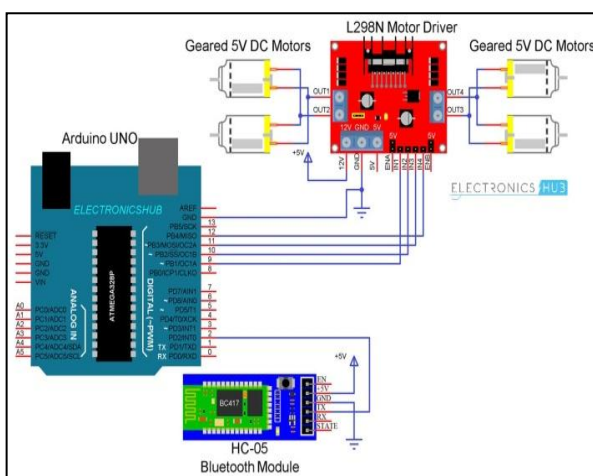 L298N Motor Driver
Geared 5V DC Motors
Geared 5V DC Motors
OUT1
OUT2
OUT4
OUT3
12V GND 5V
5V
5V
+5V
12V
GND
5V
ENA
IN1
IN2
IN3
IN4
ENB
ELECTRONICS HUB
Arduino UNO
ELECTRONICSHUB
ATMEGA328P
ANALOG IN
DIGITAL (~PWM)
RESET
3.3V
5V
GND
GND
VIN
A0 PC0/ADC0
A1 PC1/ADC1
A2 PC2/ADC2
A3 PC3/ADC3
A4 PC4/ADC4/SDA
A5 PC5/ADC5/SCL
AREF
GND
PB5/SCK 13
PB4/MISO 12
~PB3/MOSI/OC2A 11
~PB2/SS/OC1B 10
~PB1/OC1A 9
PB0/ICP1/CLKO 8
PD7/AIN1 7
~PD6/AIN0 6
~PD5/T1 5
PD4/T0/XCK 4
~PD3/INT1 3
PD2/INT0 2
TX PD1/TXD 1
RX PD0/RXD 0
+5V
BC417
EN
+5V
GND
TX
RX
STATE
HC-05
Bluetooth Module